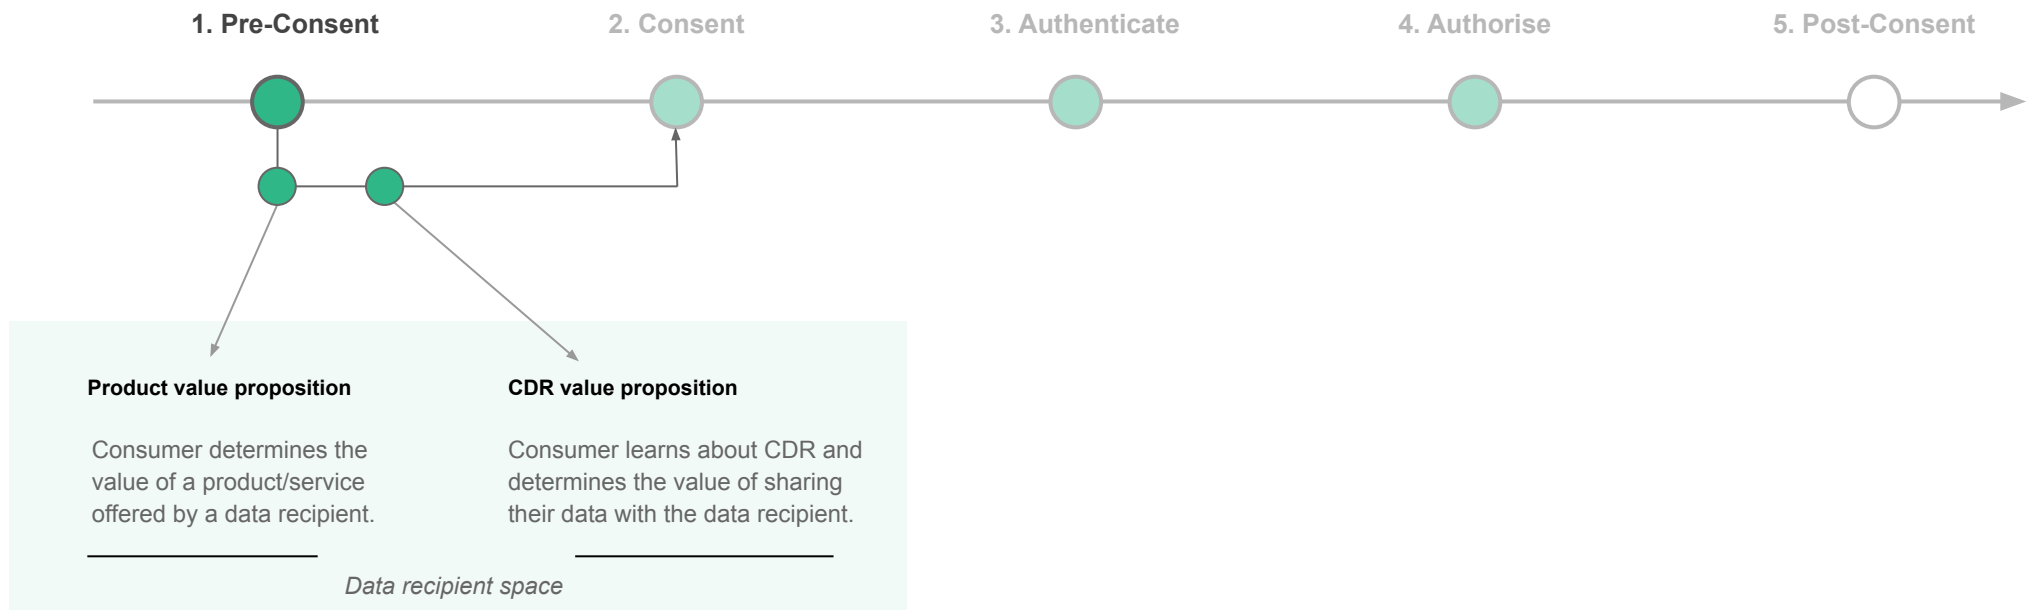 1. Pre-Consent
2. Consent
3. Authenticate
4. Authorise
5. Post-Consent
Product value proposition
Consumer determines the
value of a product/service
offered by a data recipient.
CDR value proposition
Consumer learns about CDR and
determines the value of sharing
their data with the data recipient.
Data recipient space